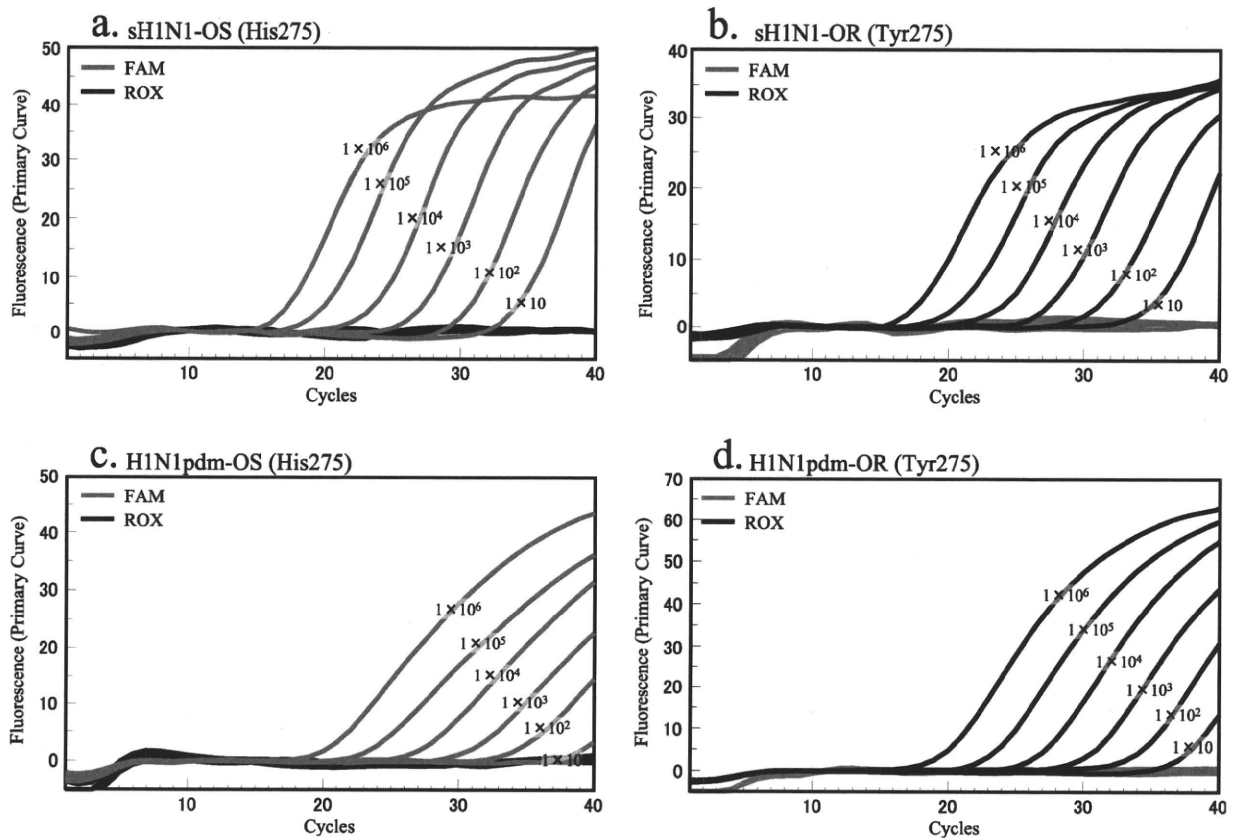 a. sH1N1-OS (His275)
50
40
30
20
10
0
Fluorescence (Primary Curve)
FAM
ROX
1 × 10⁶
1 × 10⁵
1 × 10⁴
1 × 10³
1 × 10²
1 × 10
10
20
30
40
Cycles
b. sH1N1-OR (Tyr275)
40
30
20
10
0
Fluorescence (Primary Curve)
FAM
ROX
1 × 10⁶
1 × 10⁵
1 × 10⁴
1 × 10³
1 × 10²
1 × 10
10
20
30
40
Cycles
c. H1N1pdm-OS (His275)
50
40
30
20
10
0
Fluorescence (Primary Curve)
FAM
ROX
1 × 10⁶
1 × 10⁵
1 × 10⁴
1 × 10³
1 × 10²
1 × 10
10
20
30
40
Cycles
d. H1N1pdm-OR (Tyr275)
70
60
50
40
30
20
10
0
Fluorescence (Primary Curve)
FAM
ROX
1 × 10⁶
1 × 10⁵
1 × 10⁴
1 × 10³
1 × 10²
1 × 10
10
20
30
40
Cycles